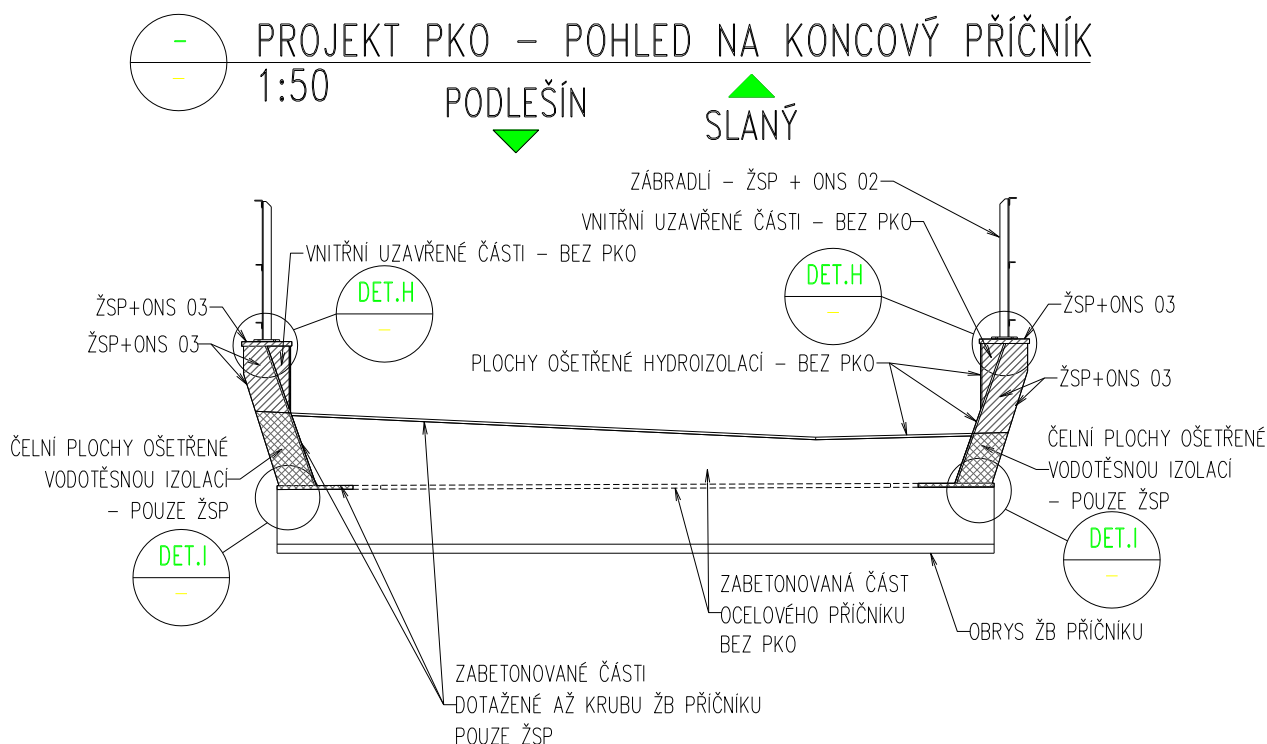 PROJEKT PKO – POHLED NA KONCOVÝ PŘÍČNÍK
1:50
PODLEŠÍN
SLANÝ
ZÁBRADLÍ – ŽSP + ONS 02
VNITŘNÍ UZAVŘENÉ ČÁSTI – BEZ PKO
VNITŘNÍ UZAVŘENÉ ČÁSTI – BEZ PKO
DET.H
–
DET.H
–
ŽSP+ONS 03
ŽSP+ONS 03
ŽSP+ONS 03
PLOCHY OŠETŘENÉ HYDROIZOLACÍ – BEZ PKO
ŽSP+ONS 03
ČELNÍ PLOCHY OŠETŘENÉ
VODOTĚSNOU IZOLACÍ
– POUZE ŽSP
ČELNÍ PLOCHY OŠETŘENÉ
VODOTĚSNOU IZOLACÍ
– POUZE ŽSP
DET.I
–
DET.I
–
ZABETONOVANÁ ČÁST
OCELOVÉHO PŘÍČNÍKU
BEZ PKO
OBRYS ŽB PŘÍČNÍKU
ZABETONOVANÉ ČÁSTI
DOTAŽENÉ AŽ KRUBU ŽB PŘÍČNÍKU
POUZE ŽSP